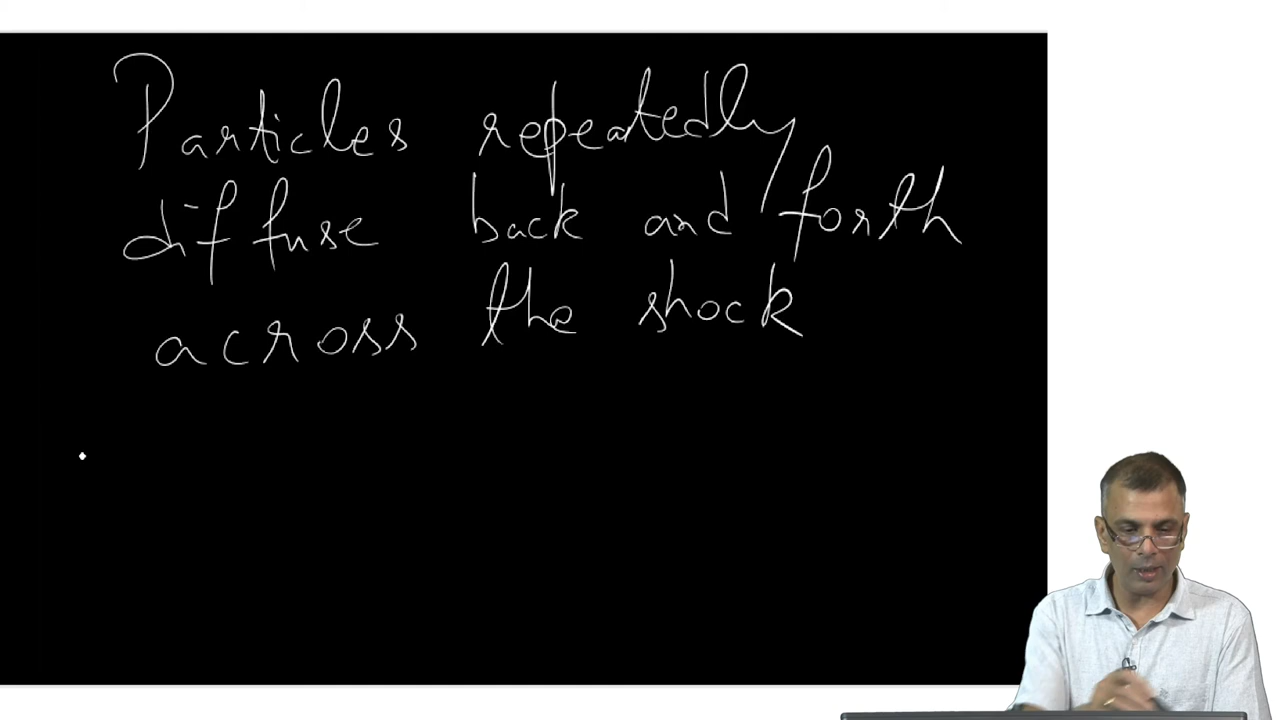 Particles repeatedly
diffuse back and forth
across the shock